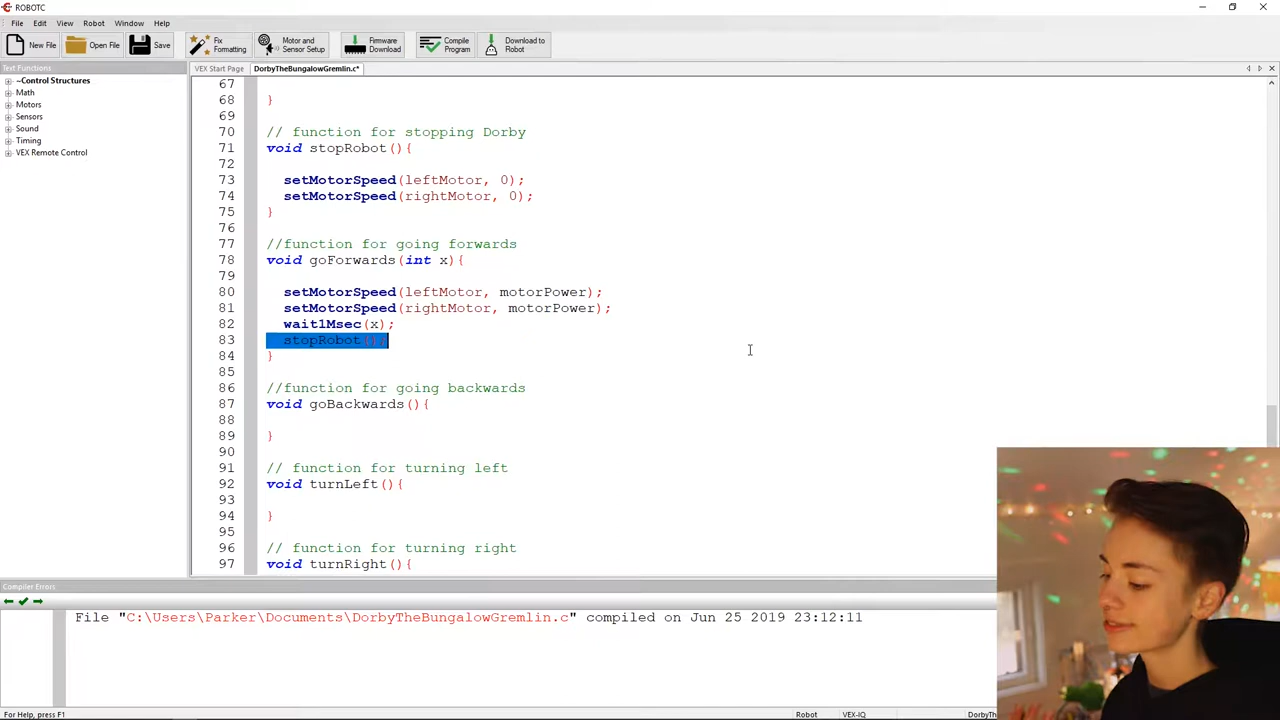 ROBOTC
File Edit View Robot Window Help
New File Open File Save Fix Formatting Motor and Sensor Setup Firmware Download Compile Program Download to Robot
Text Functions
VEX Start Page DorbyTheBungalowGremlin.c*
~Control Structures
Math
Motors
Sensors
Sound
Timing
VEX Remote Control
67
68 }
69
70 // function for stopping Dorby
71 void stopRobot(){
72
73 setMotorSpeed(leftMotor, 0);
74 setMotorSpeed(rightMotor, 0);
75 }
76
77 //function for going forwards
78 void goForwards(int x){
79
80 setMotorSpeed(leftMotor, motorPower);
81 setMotorSpeed(rightMotor, motorPower);
82 wait1Msec(x);
83 stopRobot();
84 }
85
86 //function for going backwards
87 void goBackwards(){
88
89 }
90
91 // function for turning left
92 void turnLeft(){
93
94 }
95
96 // function for turning right
97 void turnRight(){
Compiler Errors
File "C:\Users\Parker\Documents\DorbyTheBungalowGremlin.c" compiled on Jun 25 2019 23:12:11
For Help, press F1 Robot VEX-IQ DorbyTh